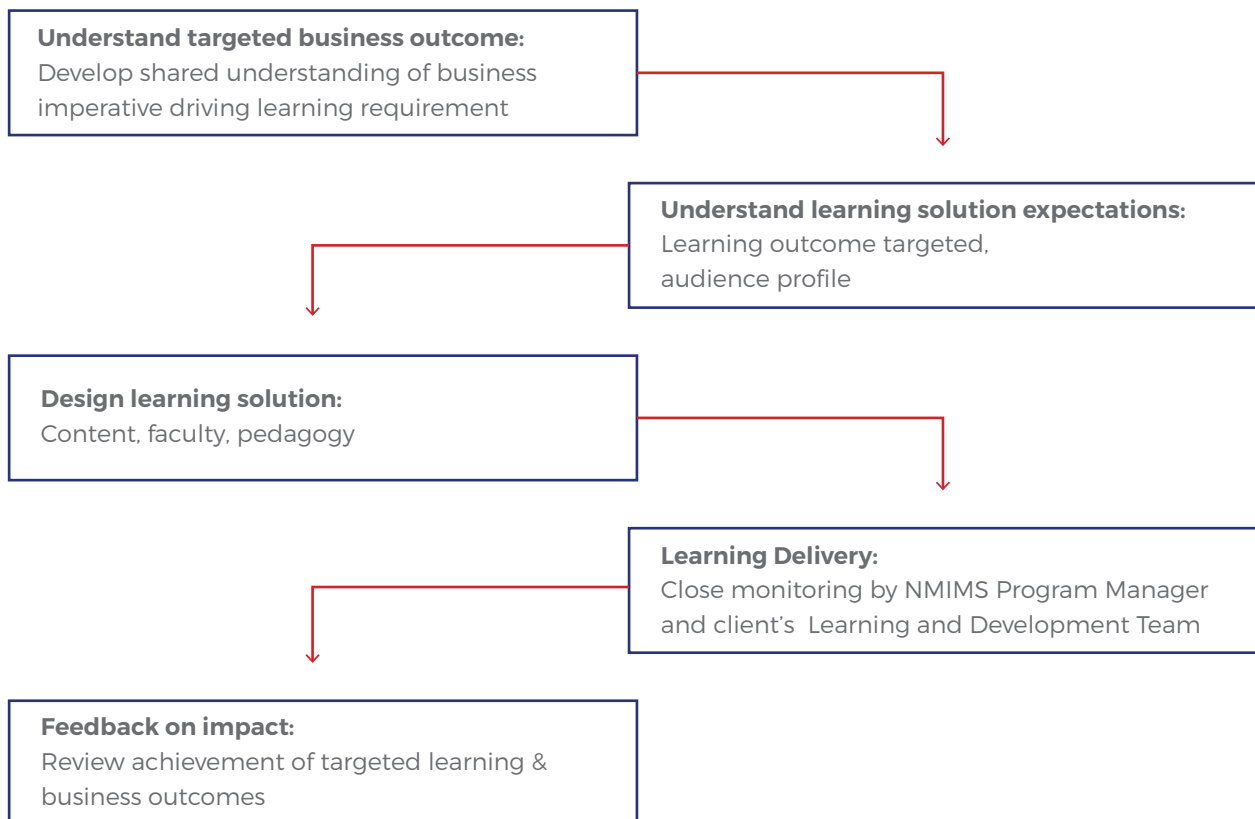 Understand targeted business outcome:
Develop shared understanding of business
imperative driving learning requirement
Understand learning solution expectations:
Learning outcome targeted,
audience profile
Design learning solution:
Content, faculty, pedagogy
Learning Delivery:
Close monitoring by NMIMS Program Manager
and client’s  Learning and Development Team
Feedback on impact:
Review achievement of targeted learning &
business outcomes